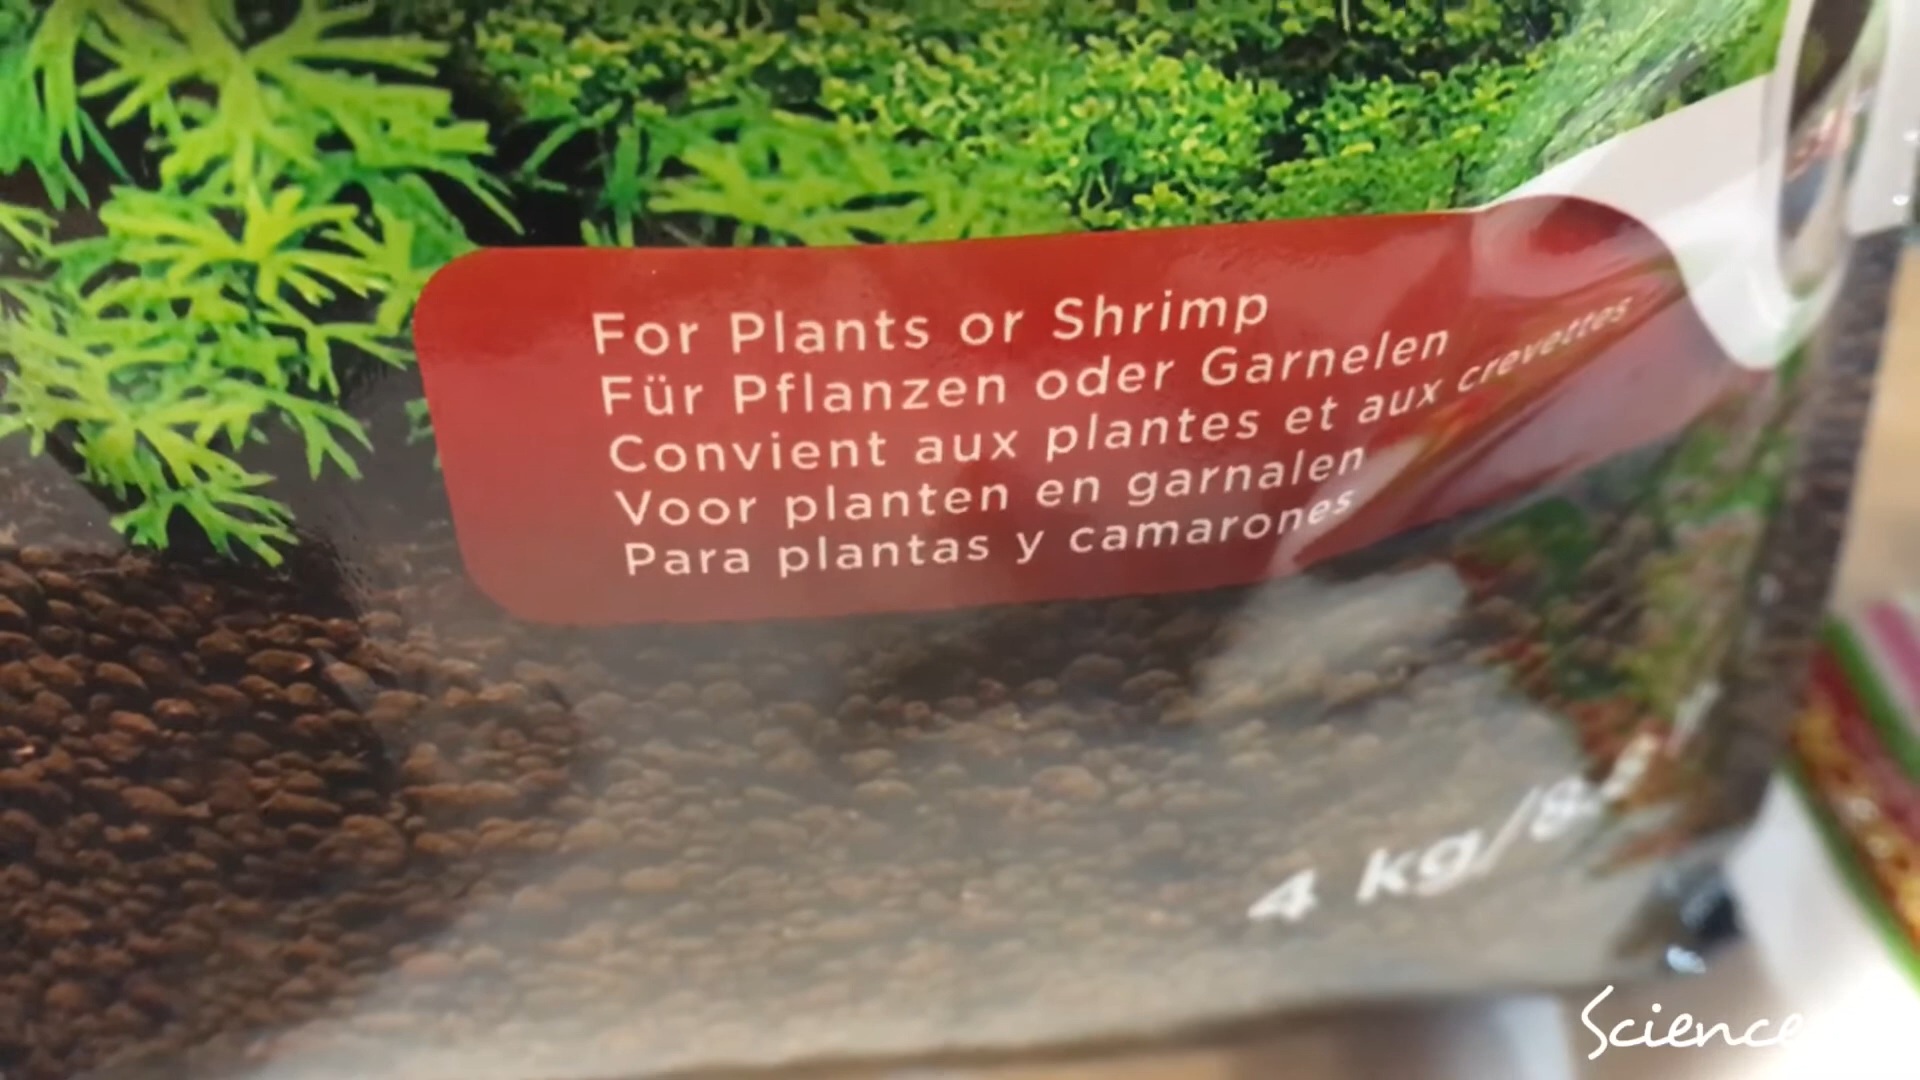 For Plants or Shrimp
Für Pflanzen oder Garnelen
Convient aux plantes et aux crevettes
Voor planten en garnalen
Para plantas y camarones
4 kg/8
Science